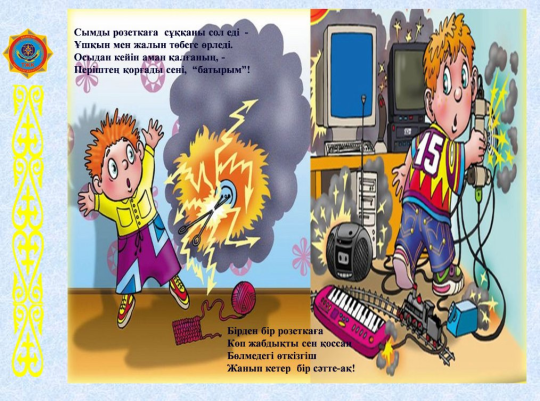 Сымды розеткаға сұққаны сол еді -
Ұшқын мен жалын төбеге өрледі.
Осыдан кейін аман қалғаның, -
Періштең қорғады сені, “батырым”!
15
Бірден бір розеткаға
Көп жабдықты сен қоссаң
Бөлмедегі өткізгіш
Жанып кетер бір сәтте-ақ!